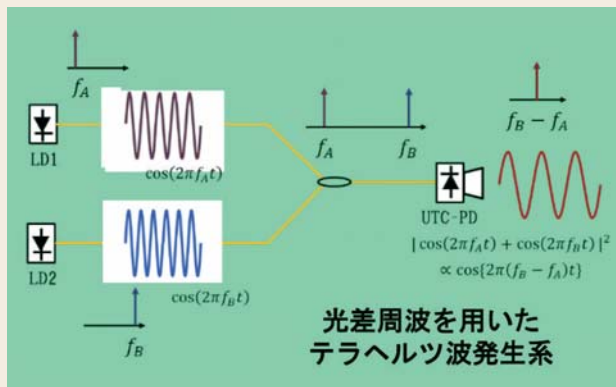 f_A
LD1
cos(2πf_At)
f_A
f_B
f_B − f_A
UTC-PD
|cos(2πf_At) + cos(2πf_Bt)|²
∝ cos{2π(f_B − f_A)t}
LD2
cos(2πf_Bt)
f_B
光差周波を用いた
テラヘルツ波発生系